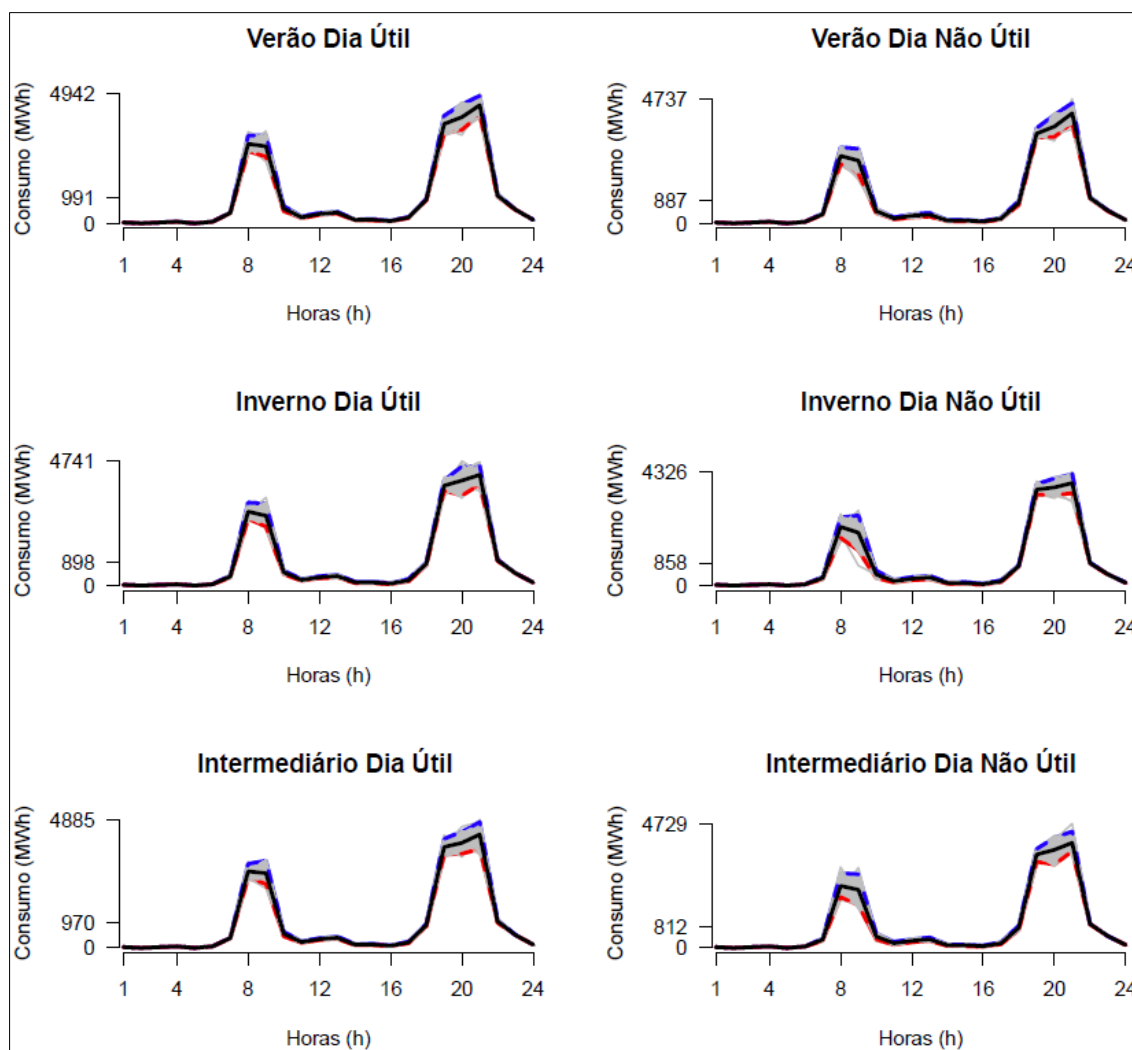 Verão Dia Útil
Consumo (MWh)
4942
991
0
1 4 8 12 16 20 24
Horas (h)
Verão Dia Não Útil
Consumo (MWh)
4737
887
0
1 4 8 12 16 20 24
Horas (h)
Inverno Dia Útil
Consumo (MWh)
4741
898
0
1 4 8 12 16 20 24
Horas (h)
Inverno Dia Não Útil
Consumo (MWh)
4326
858
0
1 4 8 12 16 20 24
Horas (h)
Intermediário Dia Útil
Consumo (MWh)
4885
970
0
1 4 8 12 16 20 24
Horas (h)
Intermediário Dia Não Útil
Consumo (MWh)
4729
812
0
1 4 8 12 16 20 24
Horas (h)